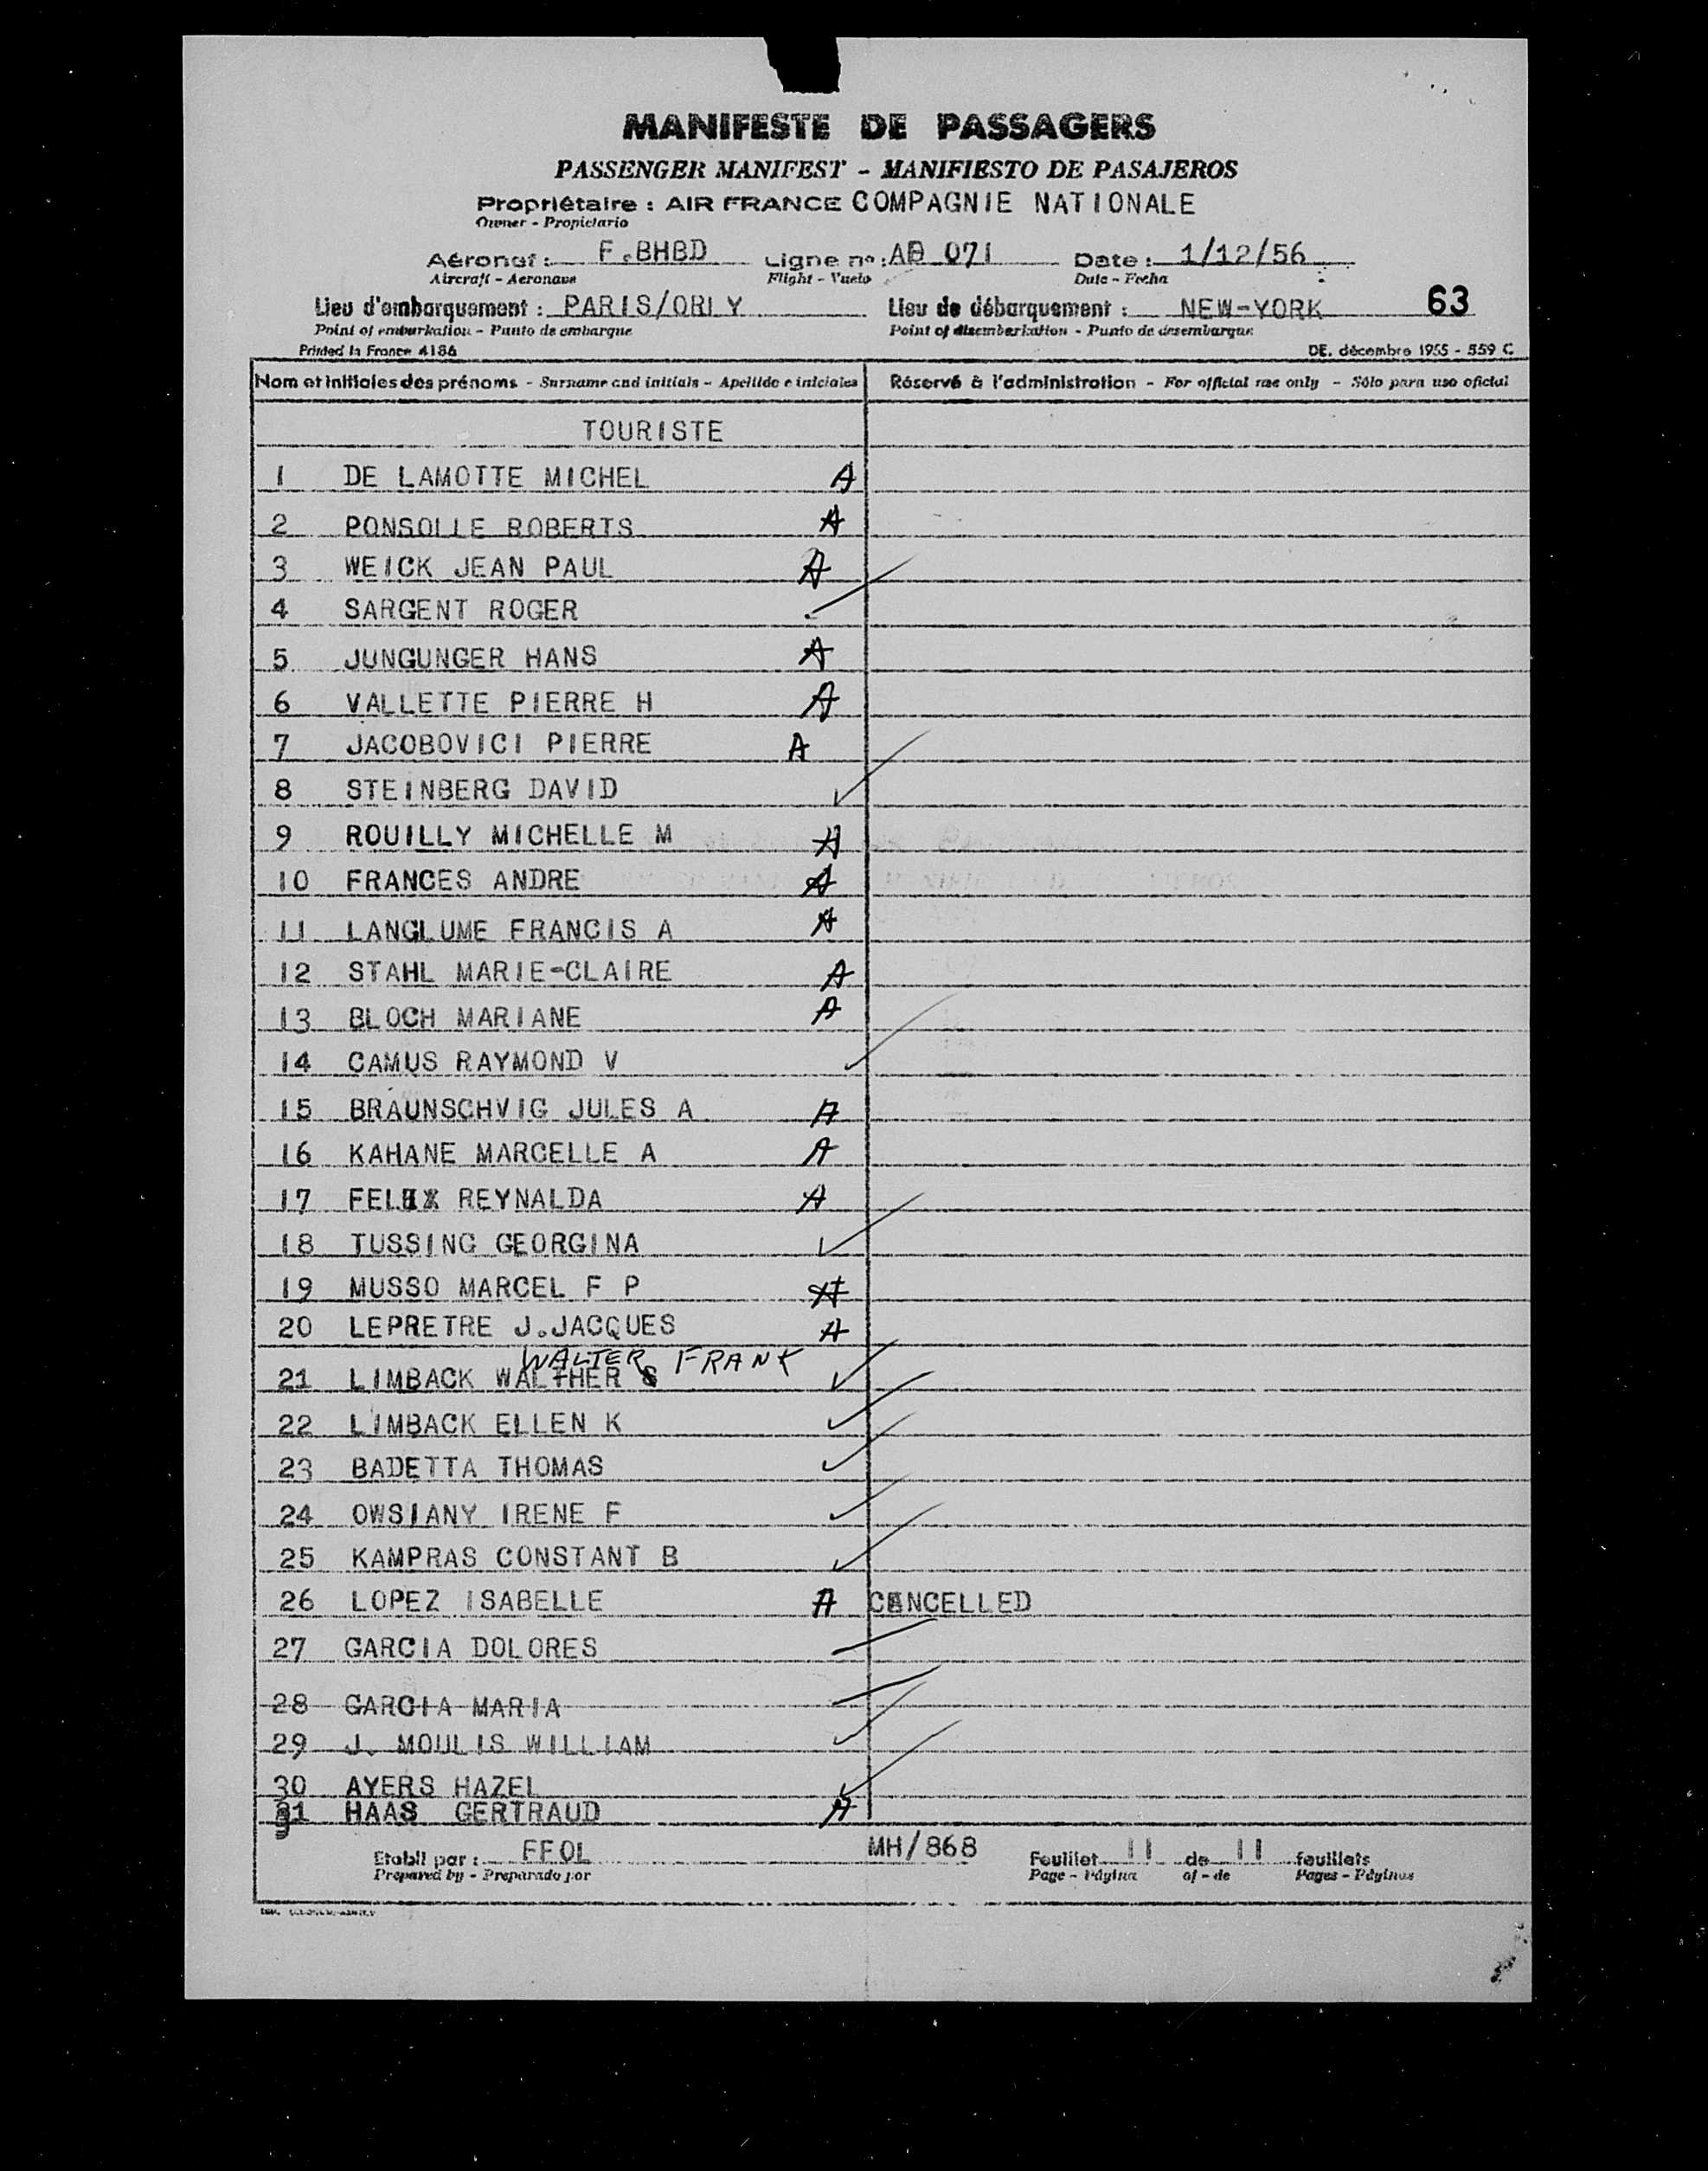 MANIFESTE DE PASSAGERS
PASSENGER MANIFEST - MANIFIESTO DE PASAJEROS
Propriétaire : AIR FRANCE COMPAGNIE NATIONALE
Owner - Propietario
Aéronef : F.BHBD Ligne nº : 071 Date : 1/12/56
Aircraft - Aeronave Flight - Vuelo Date - Fecha
Lieu d'embarquement : PARIS/ORLY Lieu de débarquement : NEW-YORK 63
Point of embarkation - Punto de embarque Point of disembarkation - Punto de desembarque
Printed in France 4186 DE. décembre 1955 - 559 C
Nom et initiales des prénoms - Surname and initials - Apellido e iniciales Réservé à l'administration - For official use only - Sólo para uso oficial
TOURISTE
1 DE LAMOTTE MICHEL A
2 PONSOLLE ROBERTS A
3 WEICK JEAN PAUL A
4 SARGENT ROGER
5 JUNGUNGER HANS A
6 VALLETTE PIERRE H A
7 JACOBOVICI PIERRE A
8 STEINBERG DAVID
9 ROUILLY MICHELLE M A
10 FRANCES ANDRE A
11 LANGLUME FRANCIS A A
12 STAHL MARIE-CLAIRE A
13 BLOCH MARIANE A
14 CAMUS RAYMOND V
15 BRAUNSCHVIG JULES A A
16 KAHANE MARCELLE A A
17 FELIX REYNALDA A
18 TUSSING GEORGINA
19 MUSSO MARCEL F P A
20 LEPRETRE J.JACQUES A
WALTER FRANK
21 LIMBACK WALTHER S
22 LIMBACK ELLEN K
23 BADETTA THOMAS
24 OWSIANY IRENE F
25 KAMPRAS CONSTANT B
26 LOPEZ ISABELLE A CANCELLED
27 GARCIA DOLORES
28 GARCIA MARIA
29 J. MOULIS WILLIAM
30 AYERS HAZEL
31 HAAS GERTRAUD A
Etabli par : FFOL MH/868 Feuillet 11 de 11 feuillets
Prepared by - Preparado por Page - Página of - de Pages - Páginas